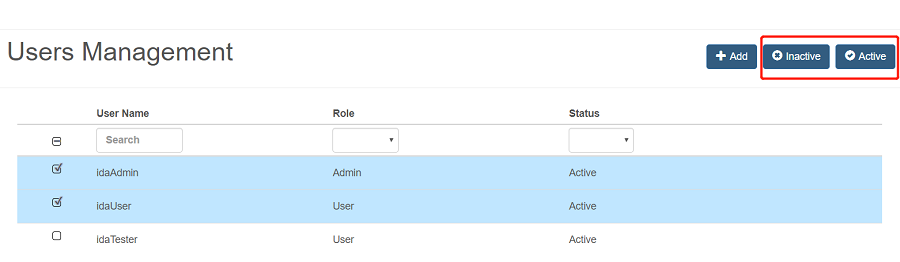 Users Management
Add Inactive Active
User Name Role Status
Search
idaAdmin Admin Active
idaUser User Active
idaTester User Active